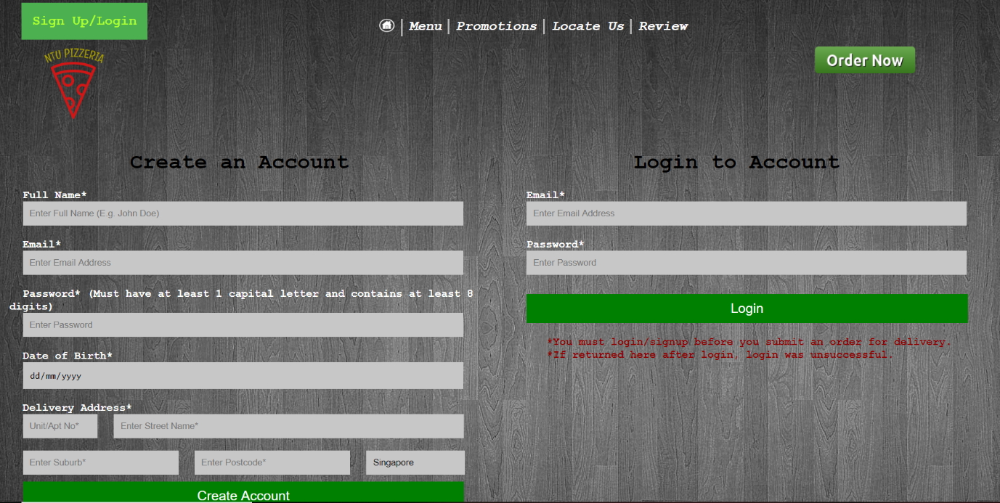 Sign Up/Login
| Menu | Promotions | Locate Us | Review
NTU PIZZERIA
Order Now
Create an Account
Full Name*
Enter Full Name (E.g. John Doe)
Email*
Enter Email Address
Password* (Must have at least 1 capital letter and contains at least 8
digits)
Enter Password
Date of Birth*
dd/mm/yyyy
Delivery Address*
Unit/Apt No* Enter Street Name*
Enter Suburb* Enter Postcode* Singapore
Create Account
Login to Account
Email*
Enter Email Address
Password*
Enter Password
Login
*You must login/signup before you submit an order for delivery.
*If returned here after login, login was unsuccessful.